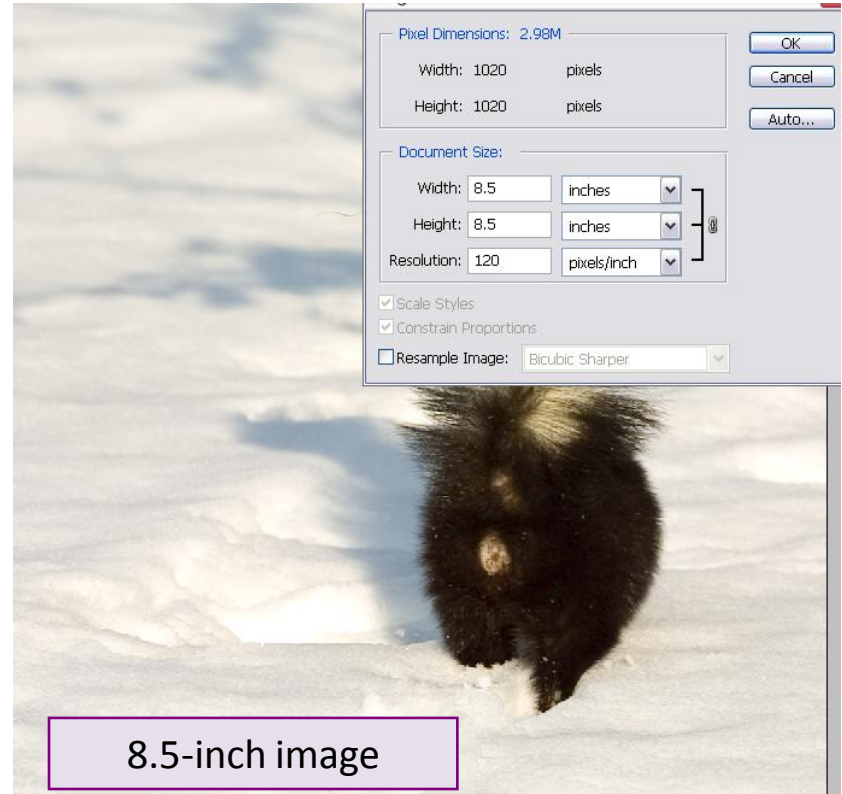 Pixel Dimensions: 2.98M
Width: 1020 pixels
Height: 1020 pixels
OK
Cancel
Auto...
Document Size:
Width: 8.5 inches
Height: 8.5 inches
Resolution: 120 pixels/inch
Scale Styles
Constrain Proportions
Resample Image: Bicubic Sharper
8.5-inch image